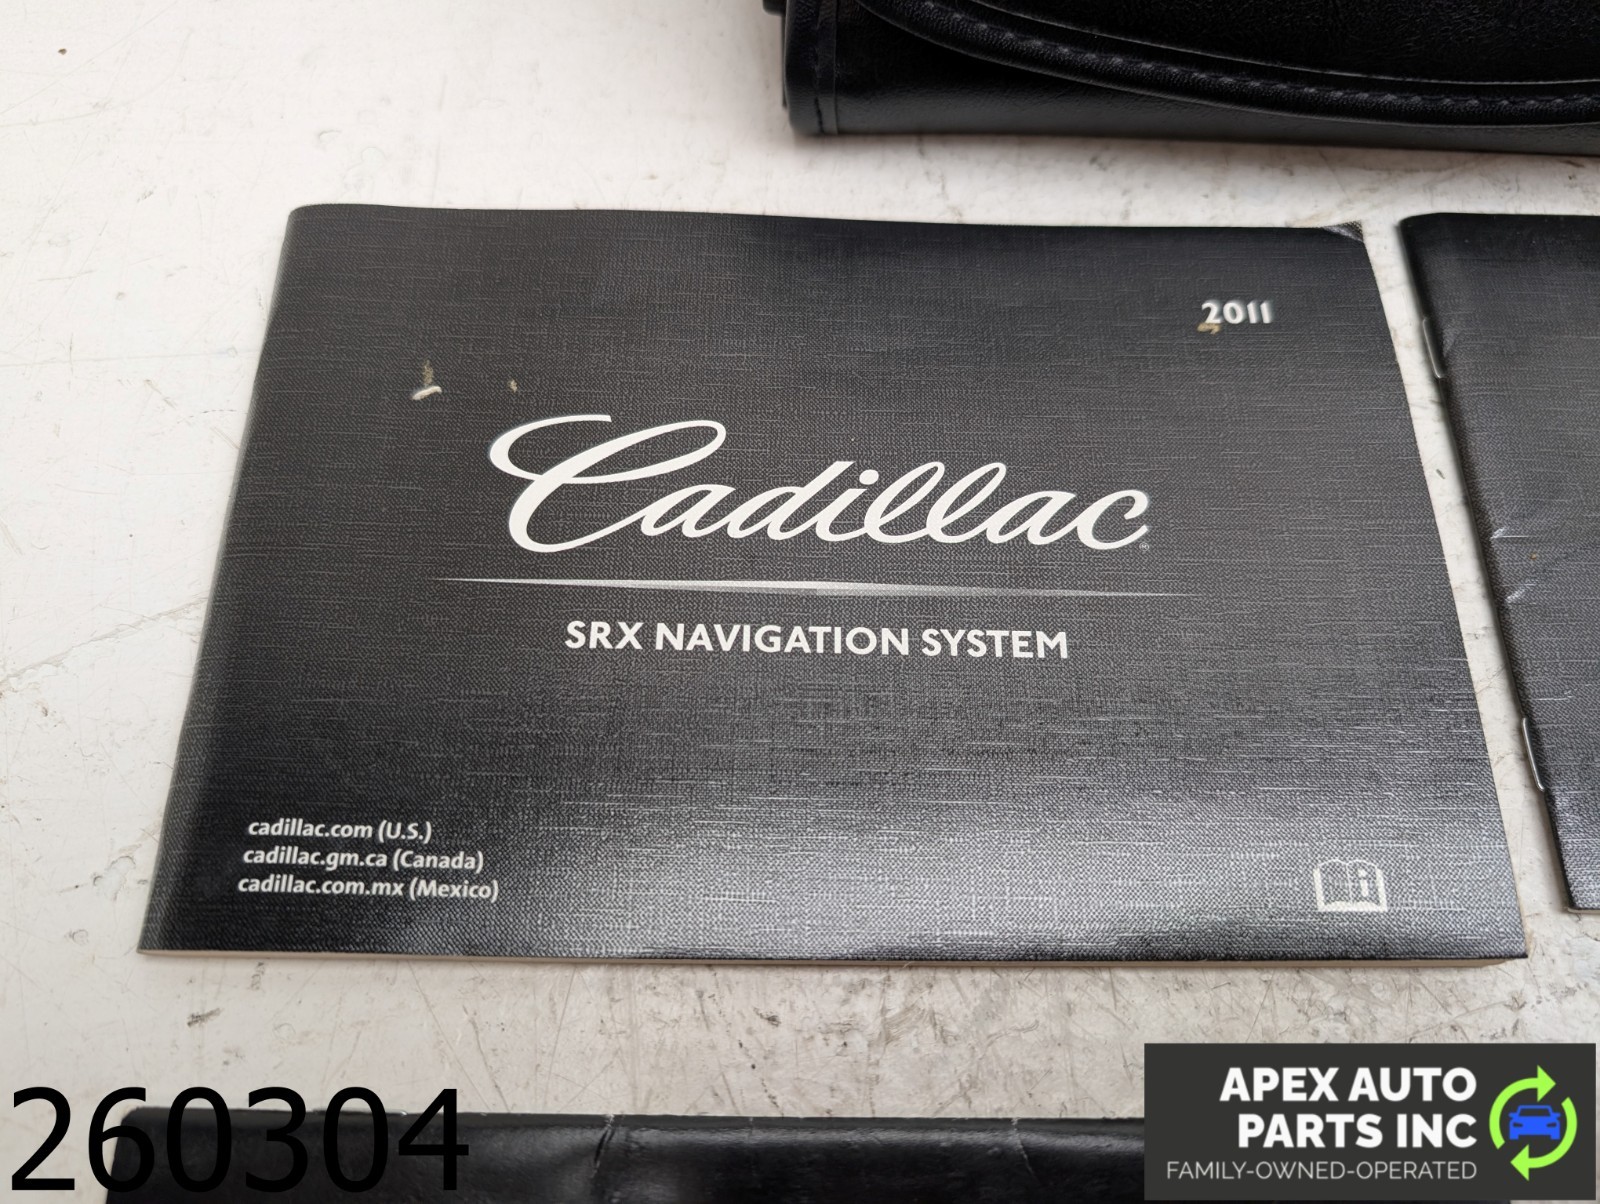 2011
Cadillac
SRX NAVIGATION SYSTEM
cadillac.com (U.S.)
cadillac.gm.ca (Canada)
cadillac.com.mx (Mexico)
i
260304
APEX AUTO
PARTS INC
FAMILY-OWNED-OPERATED